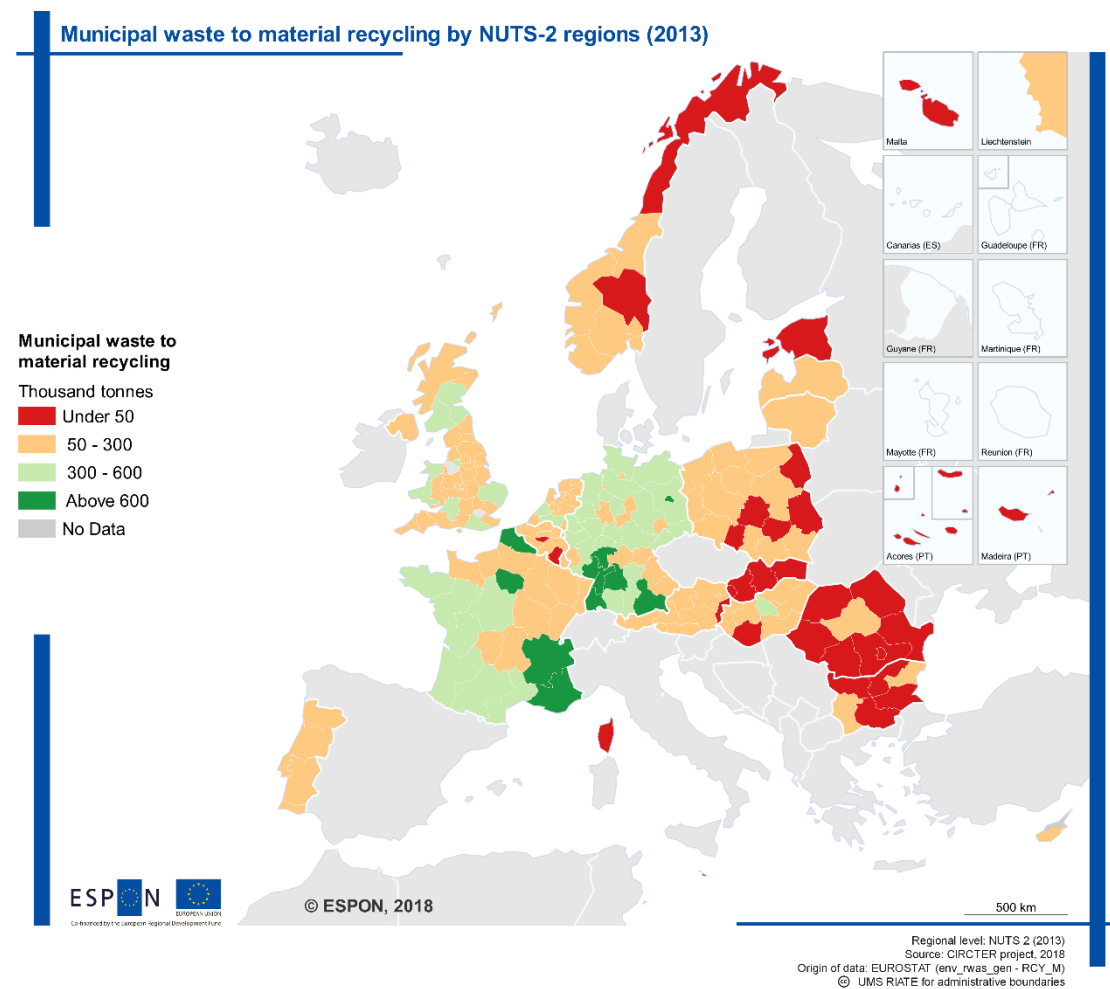 Municipal waste to material recycling by NUTS-2 regions (2013)
Malta
Liechtenstein
Canarias (ES)
Guadeloupe (FR)
Guyane (FR)
Martinique (FR)
Mayotte (FR)
Reunion (FR)
Acores (PT)
Madeira (PT)
Municipal waste to
material recycling
Thousand tonnes
Under 50
50 - 300
300 - 600
Above 600
No Data
ESPON
EUROPEAN UNION
Co-financed by the European Regional Development Fund
© ESPON, 2018
500 km
Regional level: NUTS 2 (2013)
Source: CIRCTER project, 2018
Origin of data: EUROSTAT (env_rwas_gen - RCY_M)
cc UMS RIATE for administrative boundaries